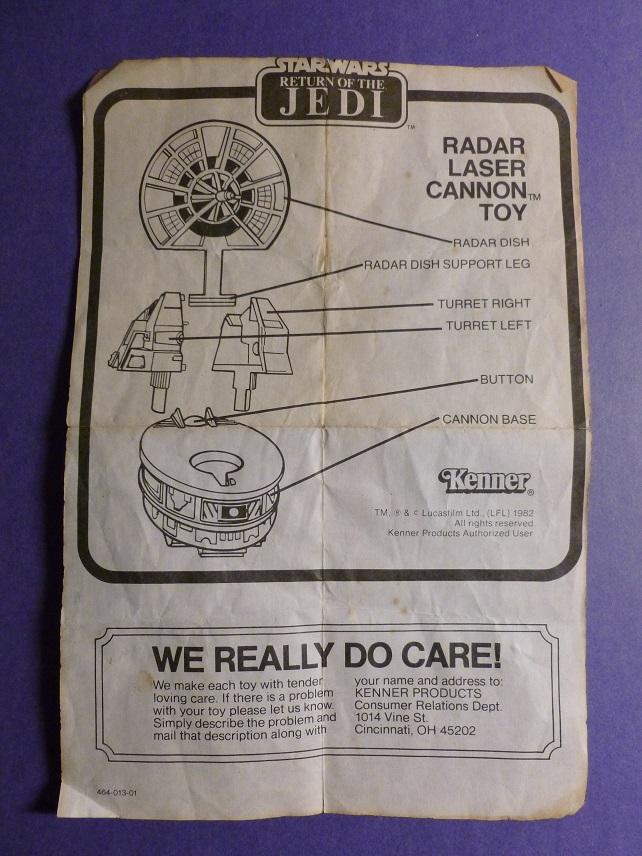 STAR WARS
RETURN OF THE
JEDI
TM
RADAR
LASER
CANNON™
TOY
RADAR DISH
RADAR DISH SUPPORT LEG
TURRET RIGHT
TURRET LEFT
BUTTON
CANNON BASE
Kenner®
TM, ® & © Lucasfilm Ltd., (LFL) 1982
All rights reserved
Kenner Products Authorized User
WE REALLY DO CARE!
We make each toy with tender
loving care. If there is a problem
with your toy please let us know.
Simply describe the problem and
mail that description along with
your name and address to:
KENNER PRODUCTS
Consumer Relations Dept.
1014 Vine St.
Cincinnati, OH 45202
464-013-01